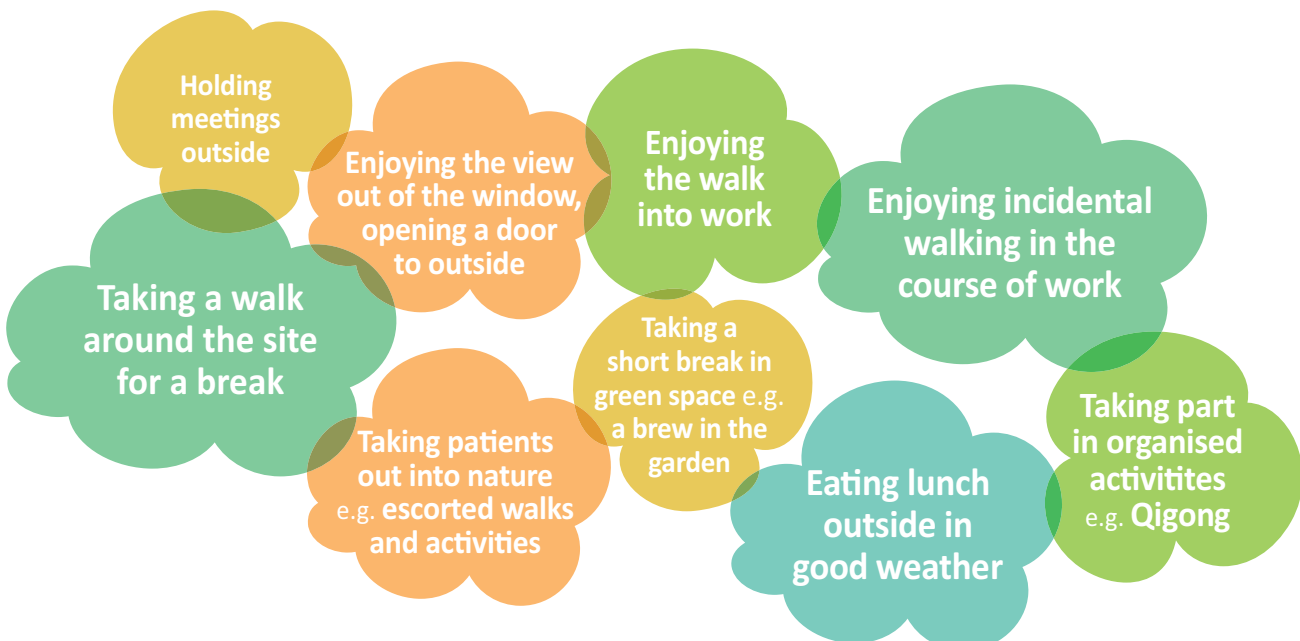 Holding
meetings
outside
Enjoying the view
out of the window,
opening a door
to outside
Enjoying
the walk
into work
Enjoying incidental
walking in the
course of work
Taking a walk
around the site
for a break
Taking patients
out into nature
e.g. escorted walks
and activities
Taking a
short break in
green space e.g.
a brew in the
garden
Eating lunch
outside in
good weather
Taking part
in organised
activitites
e.g. Qigong